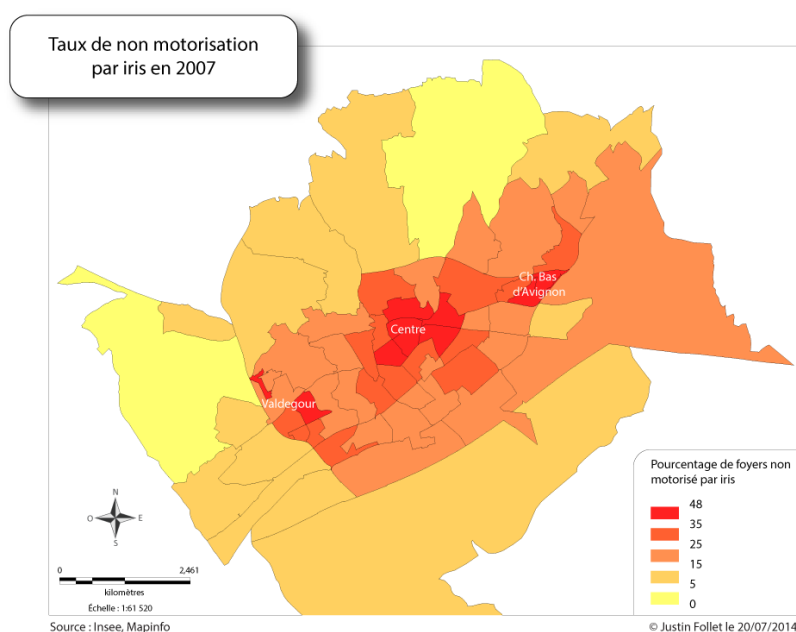 Taux de non motorisation
par iris en 2007
Ch. Bas
d'Avignon
Centre
Valdegour
Pourcentage de foyers non
motorisé par iris
48
35
25
15
5
0
N
O
E
S
0
2,461
kilomètres
Échelle : 1:61 520
Source : Insee, Mapinfo
© Justin Follet le 20/07/2014